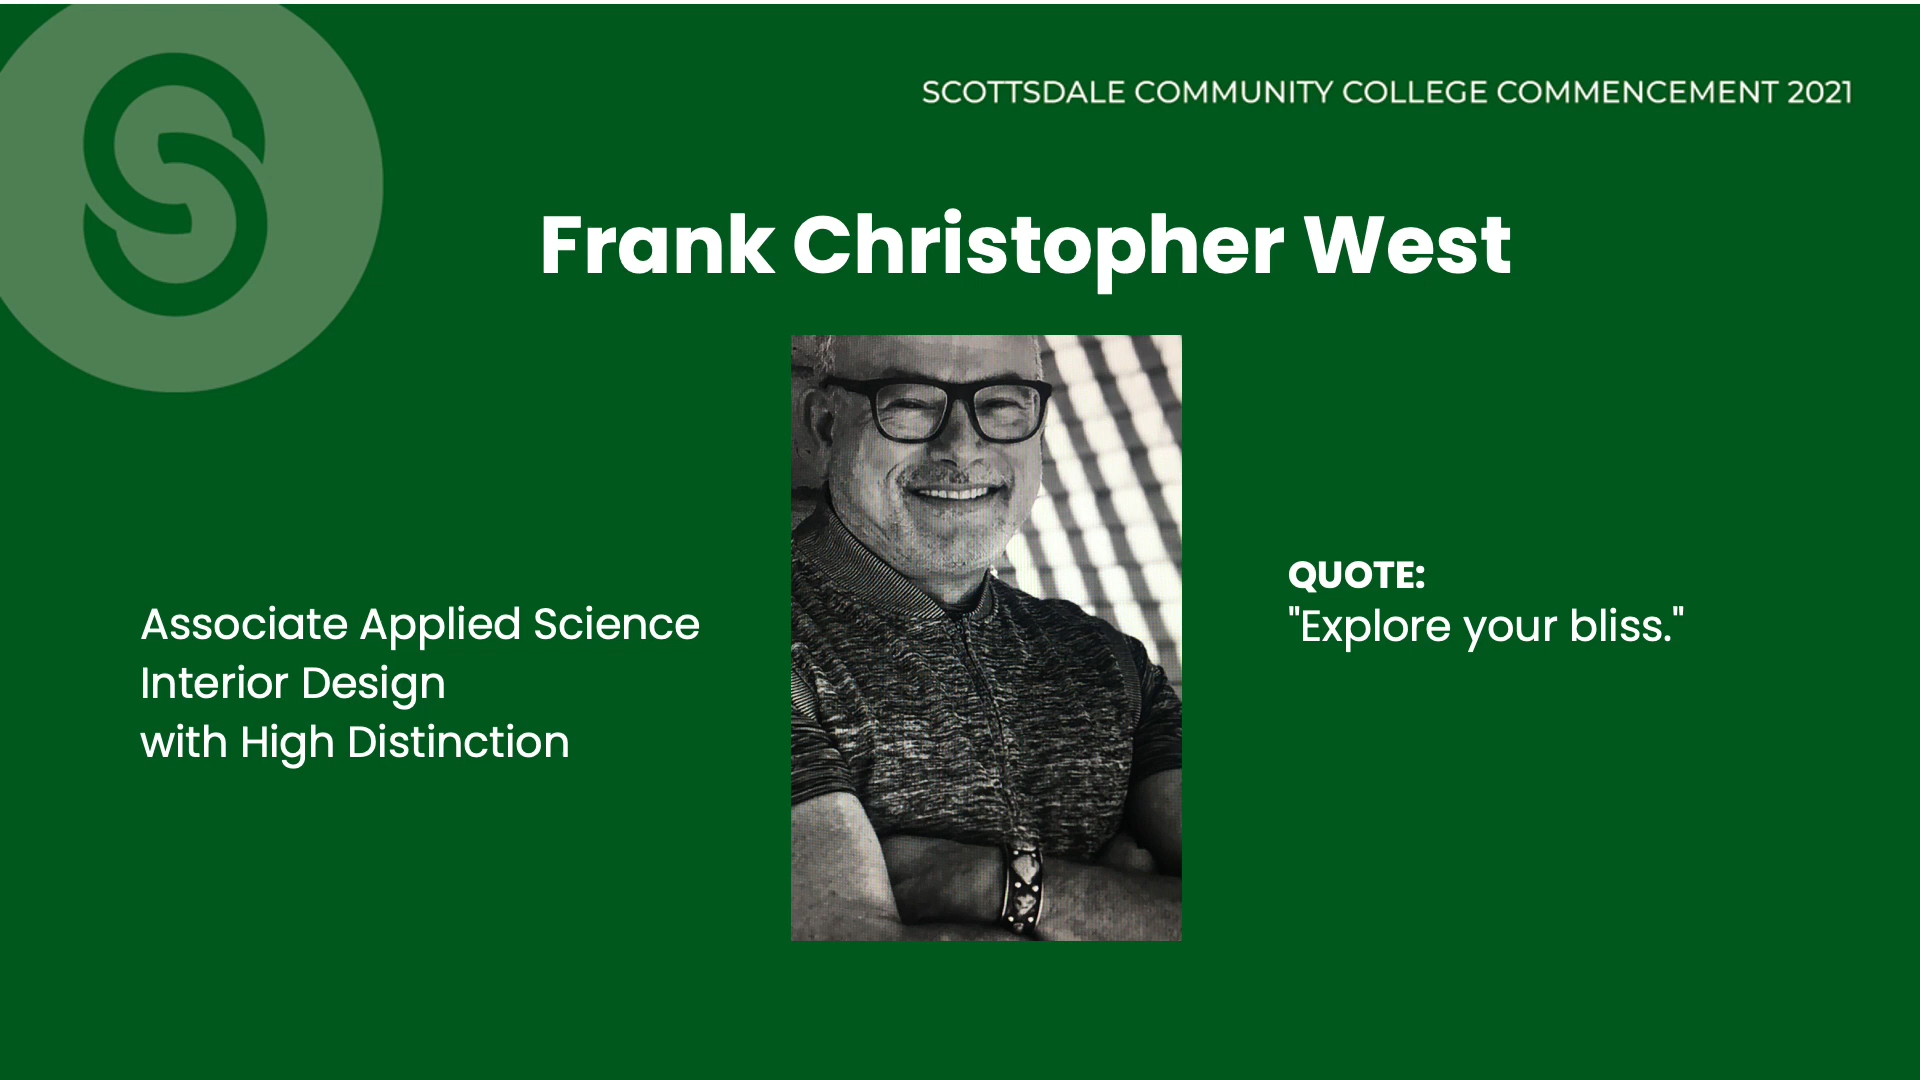 SCOTTSDALE COMMUNITY COLLEGE COMMENCEMENT 2021
Frank Christopher West
Associate Applied Science
Interior Design
with High Distinction
QUOTE:
"Explore your bliss."